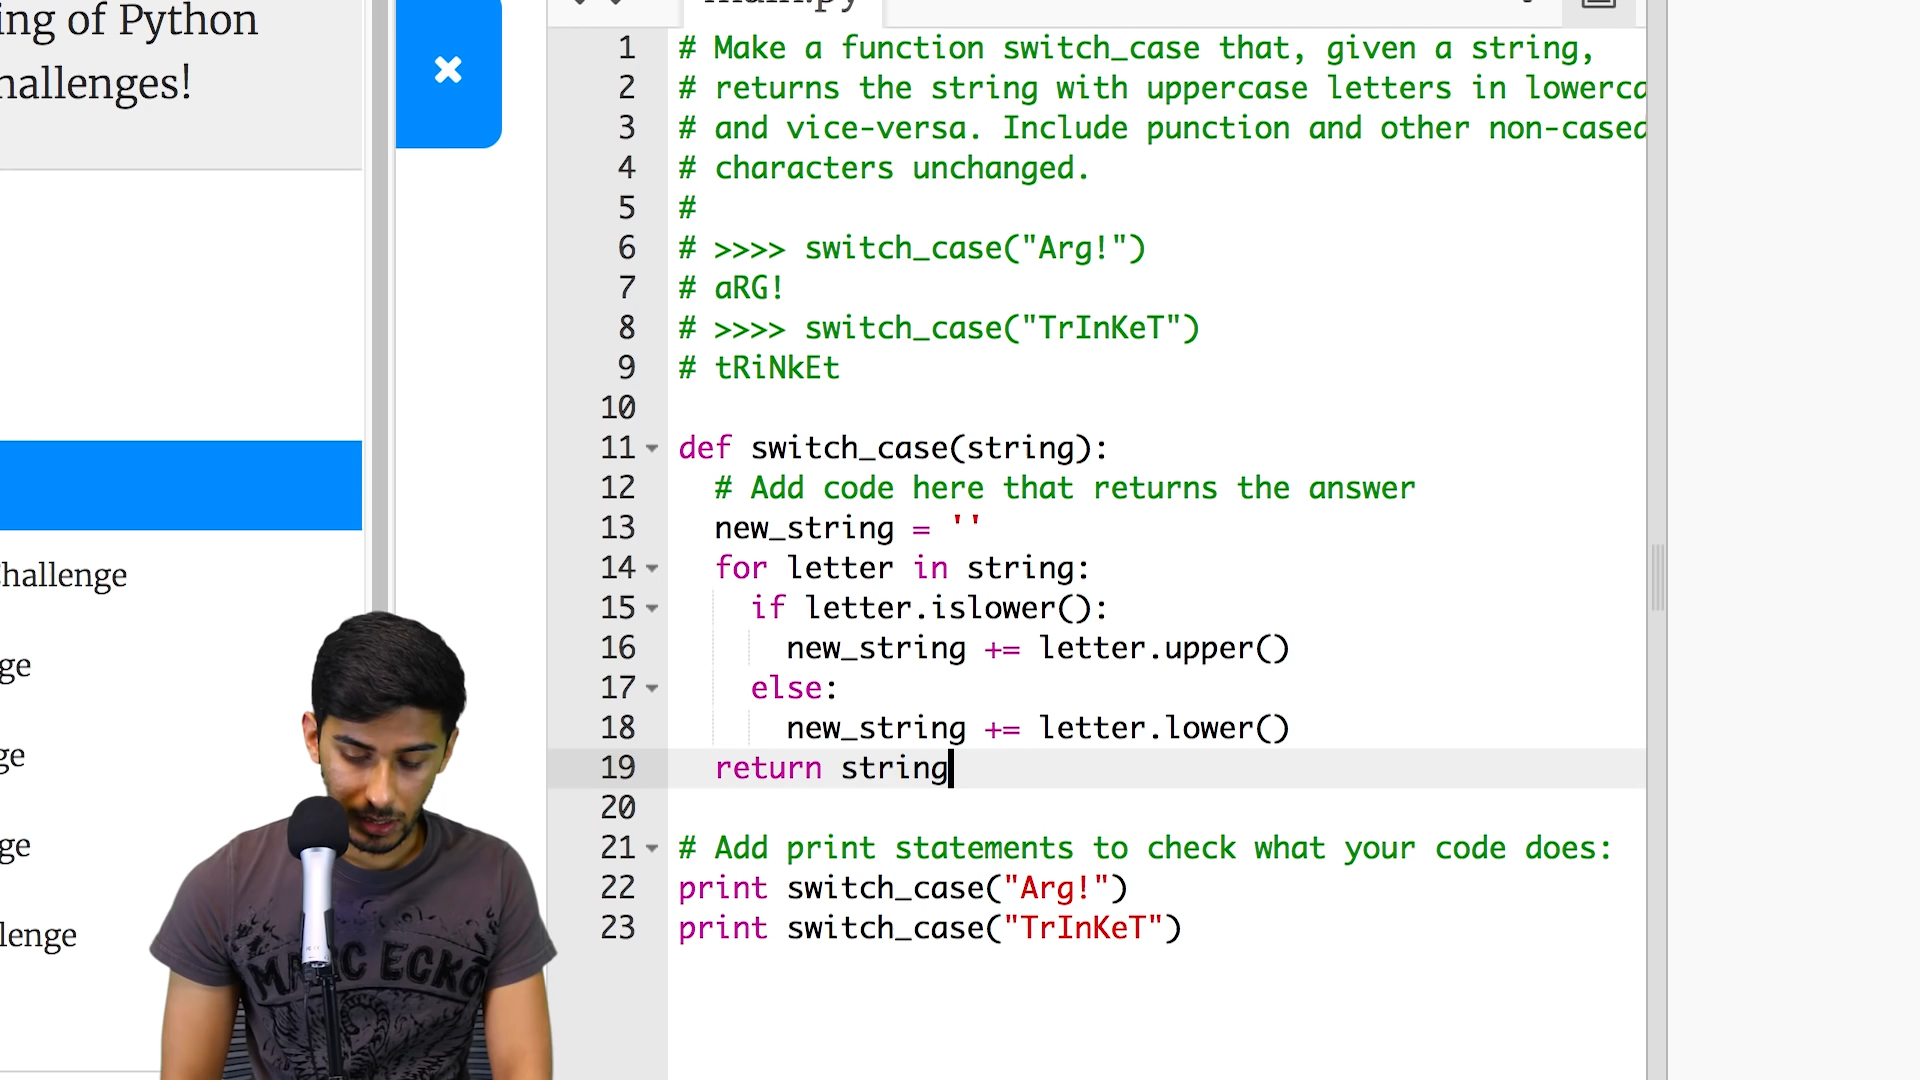 ing of Python
hallenges!
hallenge
ge
ge
ge
lenge
main.py
1 # Make a function switch_case that, given a string,
2 # returns the string with uppercase letters in lowerca
3 # and vice-versa. Include punction and other non-cased
4 # characters unchanged.
5 #
6 # >>>> switch_case("Arg!")
7 # aRG!
8 # >>>> switch_case("TrInKeT")
9 # tRiNkEt
10
11 def switch_case(string):
12 # Add code here that returns the answer
13 new_string = ''
14 for letter in string:
15 if letter.islower():
16 new_string += letter.upper()
17 else:
18 new_string += letter.lower()
19 return string
20
21 # Add print statements to check what your code does:
22 print switch_case("Arg!")
23 print switch_case("TrInKeT")
MARC ECKO